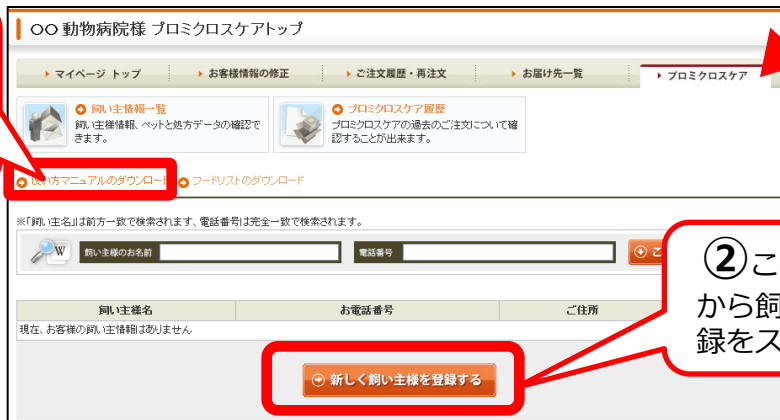 〇〇 動物病院様 プロミクロスケアトップ
マイページ トップ
お客様情報の修正
ご注文履歴・再注文
お届け先一覧
プロミクロスケア
飼い主情報一覧
飼い主様情報、ペットと処方データの確認で
きます。
プロミクロスケア履歴
プロミクロスケアの過去のご注文について確
認することが出来ます。
使い方マニュアルのダウンロード
フードリストのダウンロード
※「飼い主名」は前方一致で検索されます、電話番号は完全一致で検索されます。
W
飼い主様のお名前
電話番号
こ
②こ
から飼
録をス
飼い主様名
お電話番号
ご住所
現在、お客様の飼い主情報はありません
新しく飼い主様を登録する